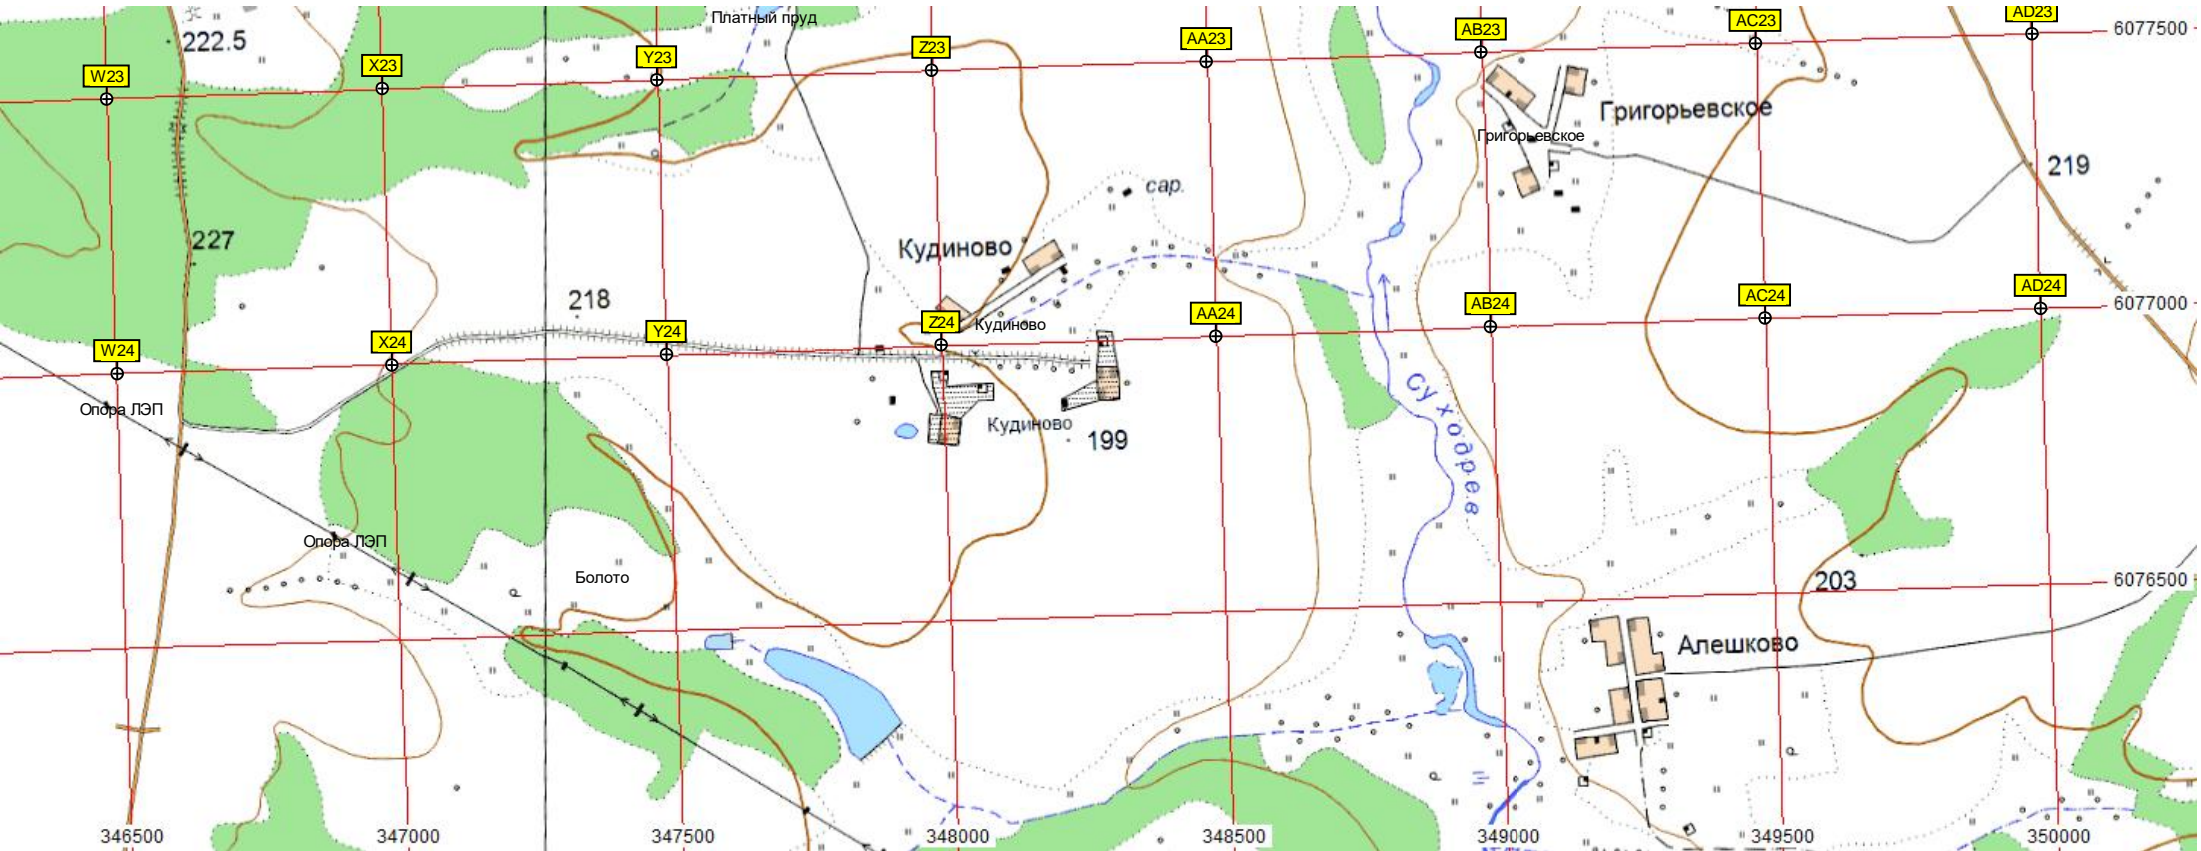 Платный пруд
222.5
AD23
6077500
AC23
AB23
AA23
Z23
Y23
X23
W23
Григорьевское
Григорьевское
219
сар.
227
Кудиново
218
AD24
6077000
AC24
AB24
AA24
Z24
Кудиново
Y24
X24
W24
Опора ЛЭП
Суходрев
Кудиново
199
Опора ЛЭП
Болото
203
6076500
Алешково
346500
347000
347500
348000
348500
349000
349500
350000